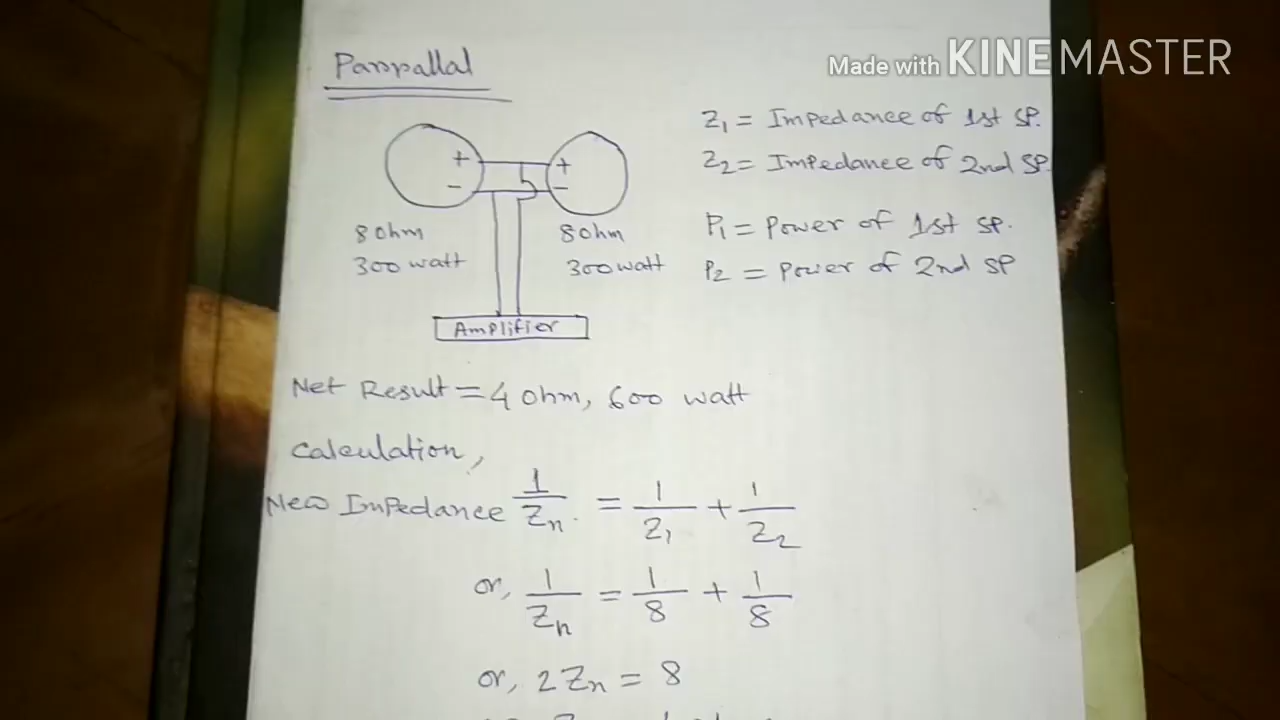 Made with KINEMASTER
Parpallal
Z1 = Impedance of 1st SP.
Z2 = Impedance of 2nd SP.
P1 = Power of 1st SP.
P2 = Power of 2nd SP
+ +
- -
8 ohm 8 ohm
300 watt 300 watt
Amplifier
Net Result = 4 ohm, 600 watt
Calculation,
New Impedance 1/Zn. = 1/Z1 + 1/Z2
or, 1/Zn = 1/8 + 1/8
or, 2Zn = 8